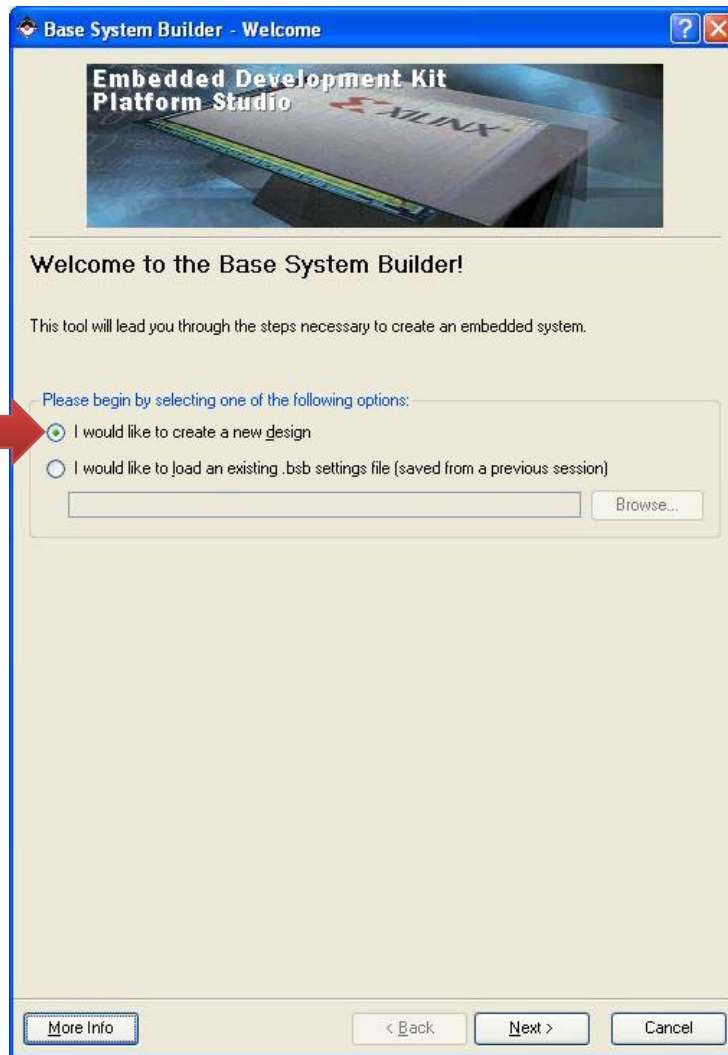 Base System Builder - Welcome
Embedded Development Kit
Platform Studio
XILINX
Welcome to the Base System Builder!
This tool will lead you through the steps necessary to create an embedded system.
Please begin by selecting one of the following options:
I would like to create a new design
I would like to load an existing .bsb settings file (saved from a previous session)
Browse...
More Info
< Back
Next >
Cancel